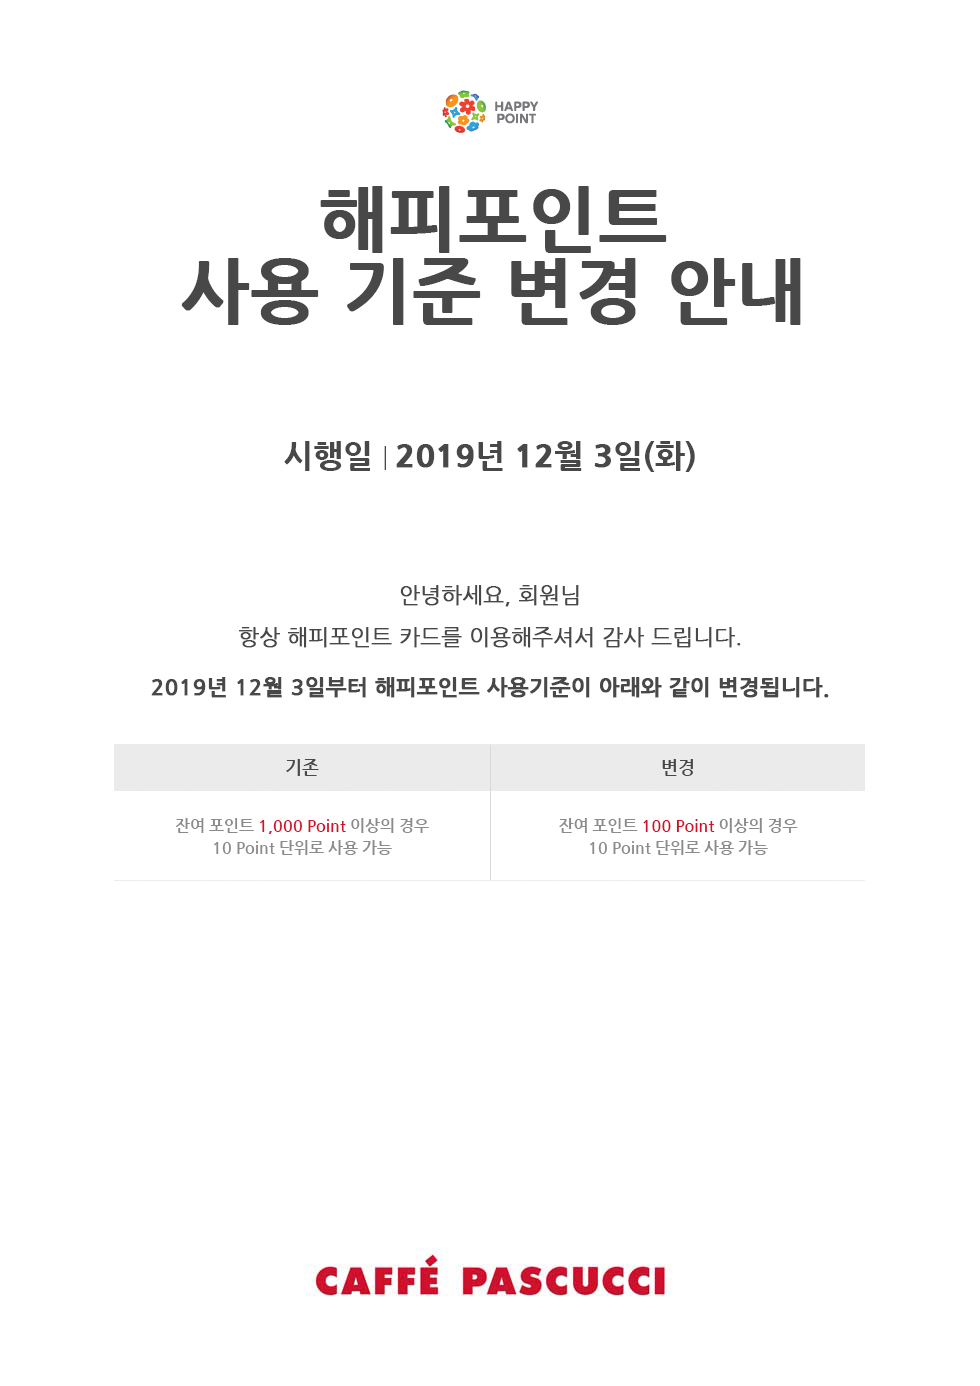 HAPPY
POINT
해피포인트
사용 기준 변경 안내
시행일 | 2019년 12월 3일(화)
안녕하세요, 회원님
항상 해피포인트 카드를 이용해주셔서 감사 드립니다.
2019년 12월 3일부터 해피포인트 사용기준이 아래와 같이 변경됩니다.
기존
변경
잔여 포인트 1,000 Point 이상의 경우
10 Point 단위로 사용 가능
잔여 포인트 100 Point 이상의 경우
10 Point 단위로 사용 가능
CAFFÉ PASCUCCI